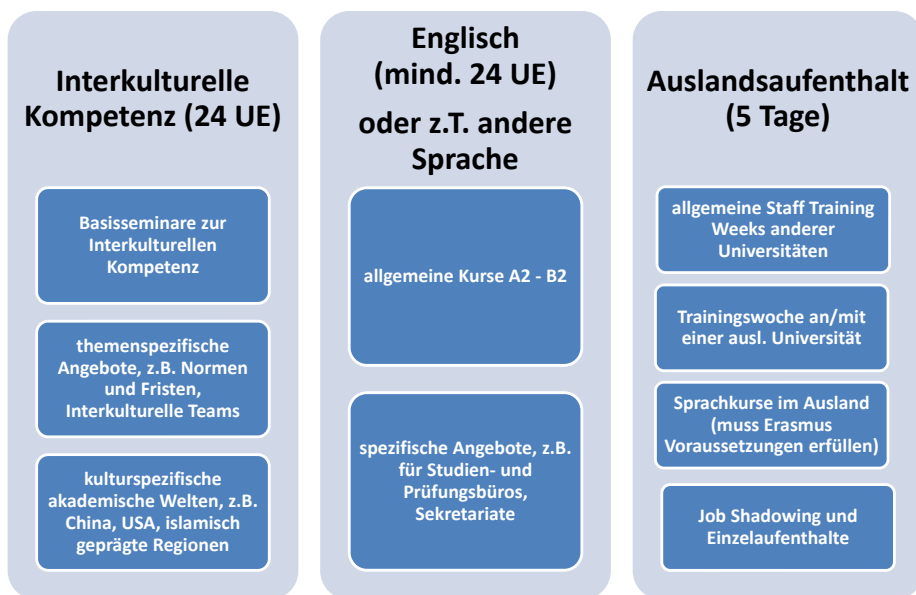 Interkulturelle
Kompetenz (24 UE)
Basisseminare zur
Interkulturellen
Kompetenz
themenspezifische
Angebote, z.B. Normen
und Fristen,
Interkulturelle Teams
kulturspezifische
akademische Welten, z.B.
China, USA, islamisch
geprägte Regionen
Englisch
(mind. 24 UE)
oder z.T. andere
Sprache
allgemeine Kurse A2 - B2
spezifische Angebote, z.B.
für Studien- und
Prüfungsbüros,
Sekretariate
Auslandsaufenthalt
(5 Tage)
allgemeine Staff Training
Weeks anderer
Universitäten
Trainingswoche an/mit
einer ausl. Universität
Sprachkurse im Ausland
(muss Erasmus
Voraussetzungen erfüllen)
Job Shadowing und
Einzelaufenthalte